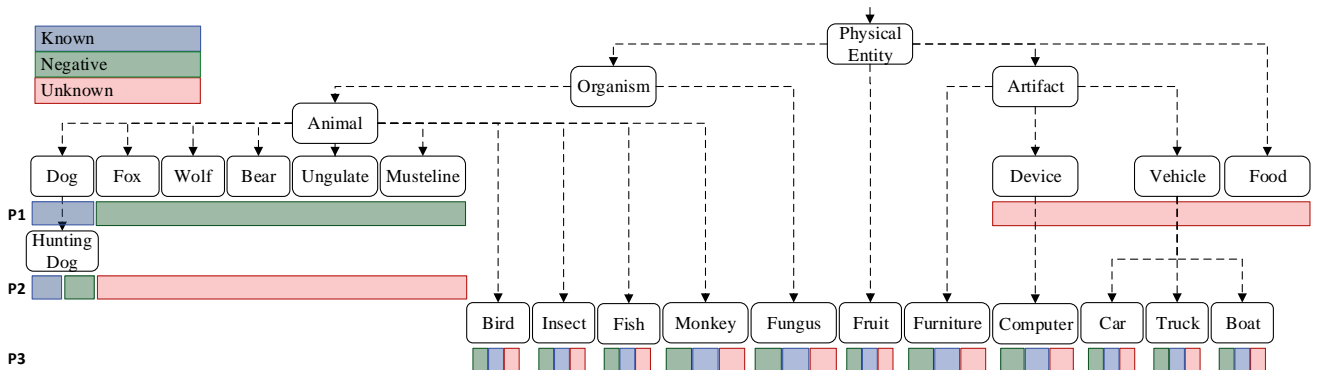 Known
Negative
Unknown
Physical
Entity
Organism
Artifact
Animal
Dog
Fox
Wolf
Bear
Ungulate
Musteline
Device
Vehicle
Food
P1
Hunting
Dog
P2
Bird
Insect
Fish
Monkey
Fungus
Fruit
Furniture
Computer
Car
Truck
Boat
P3